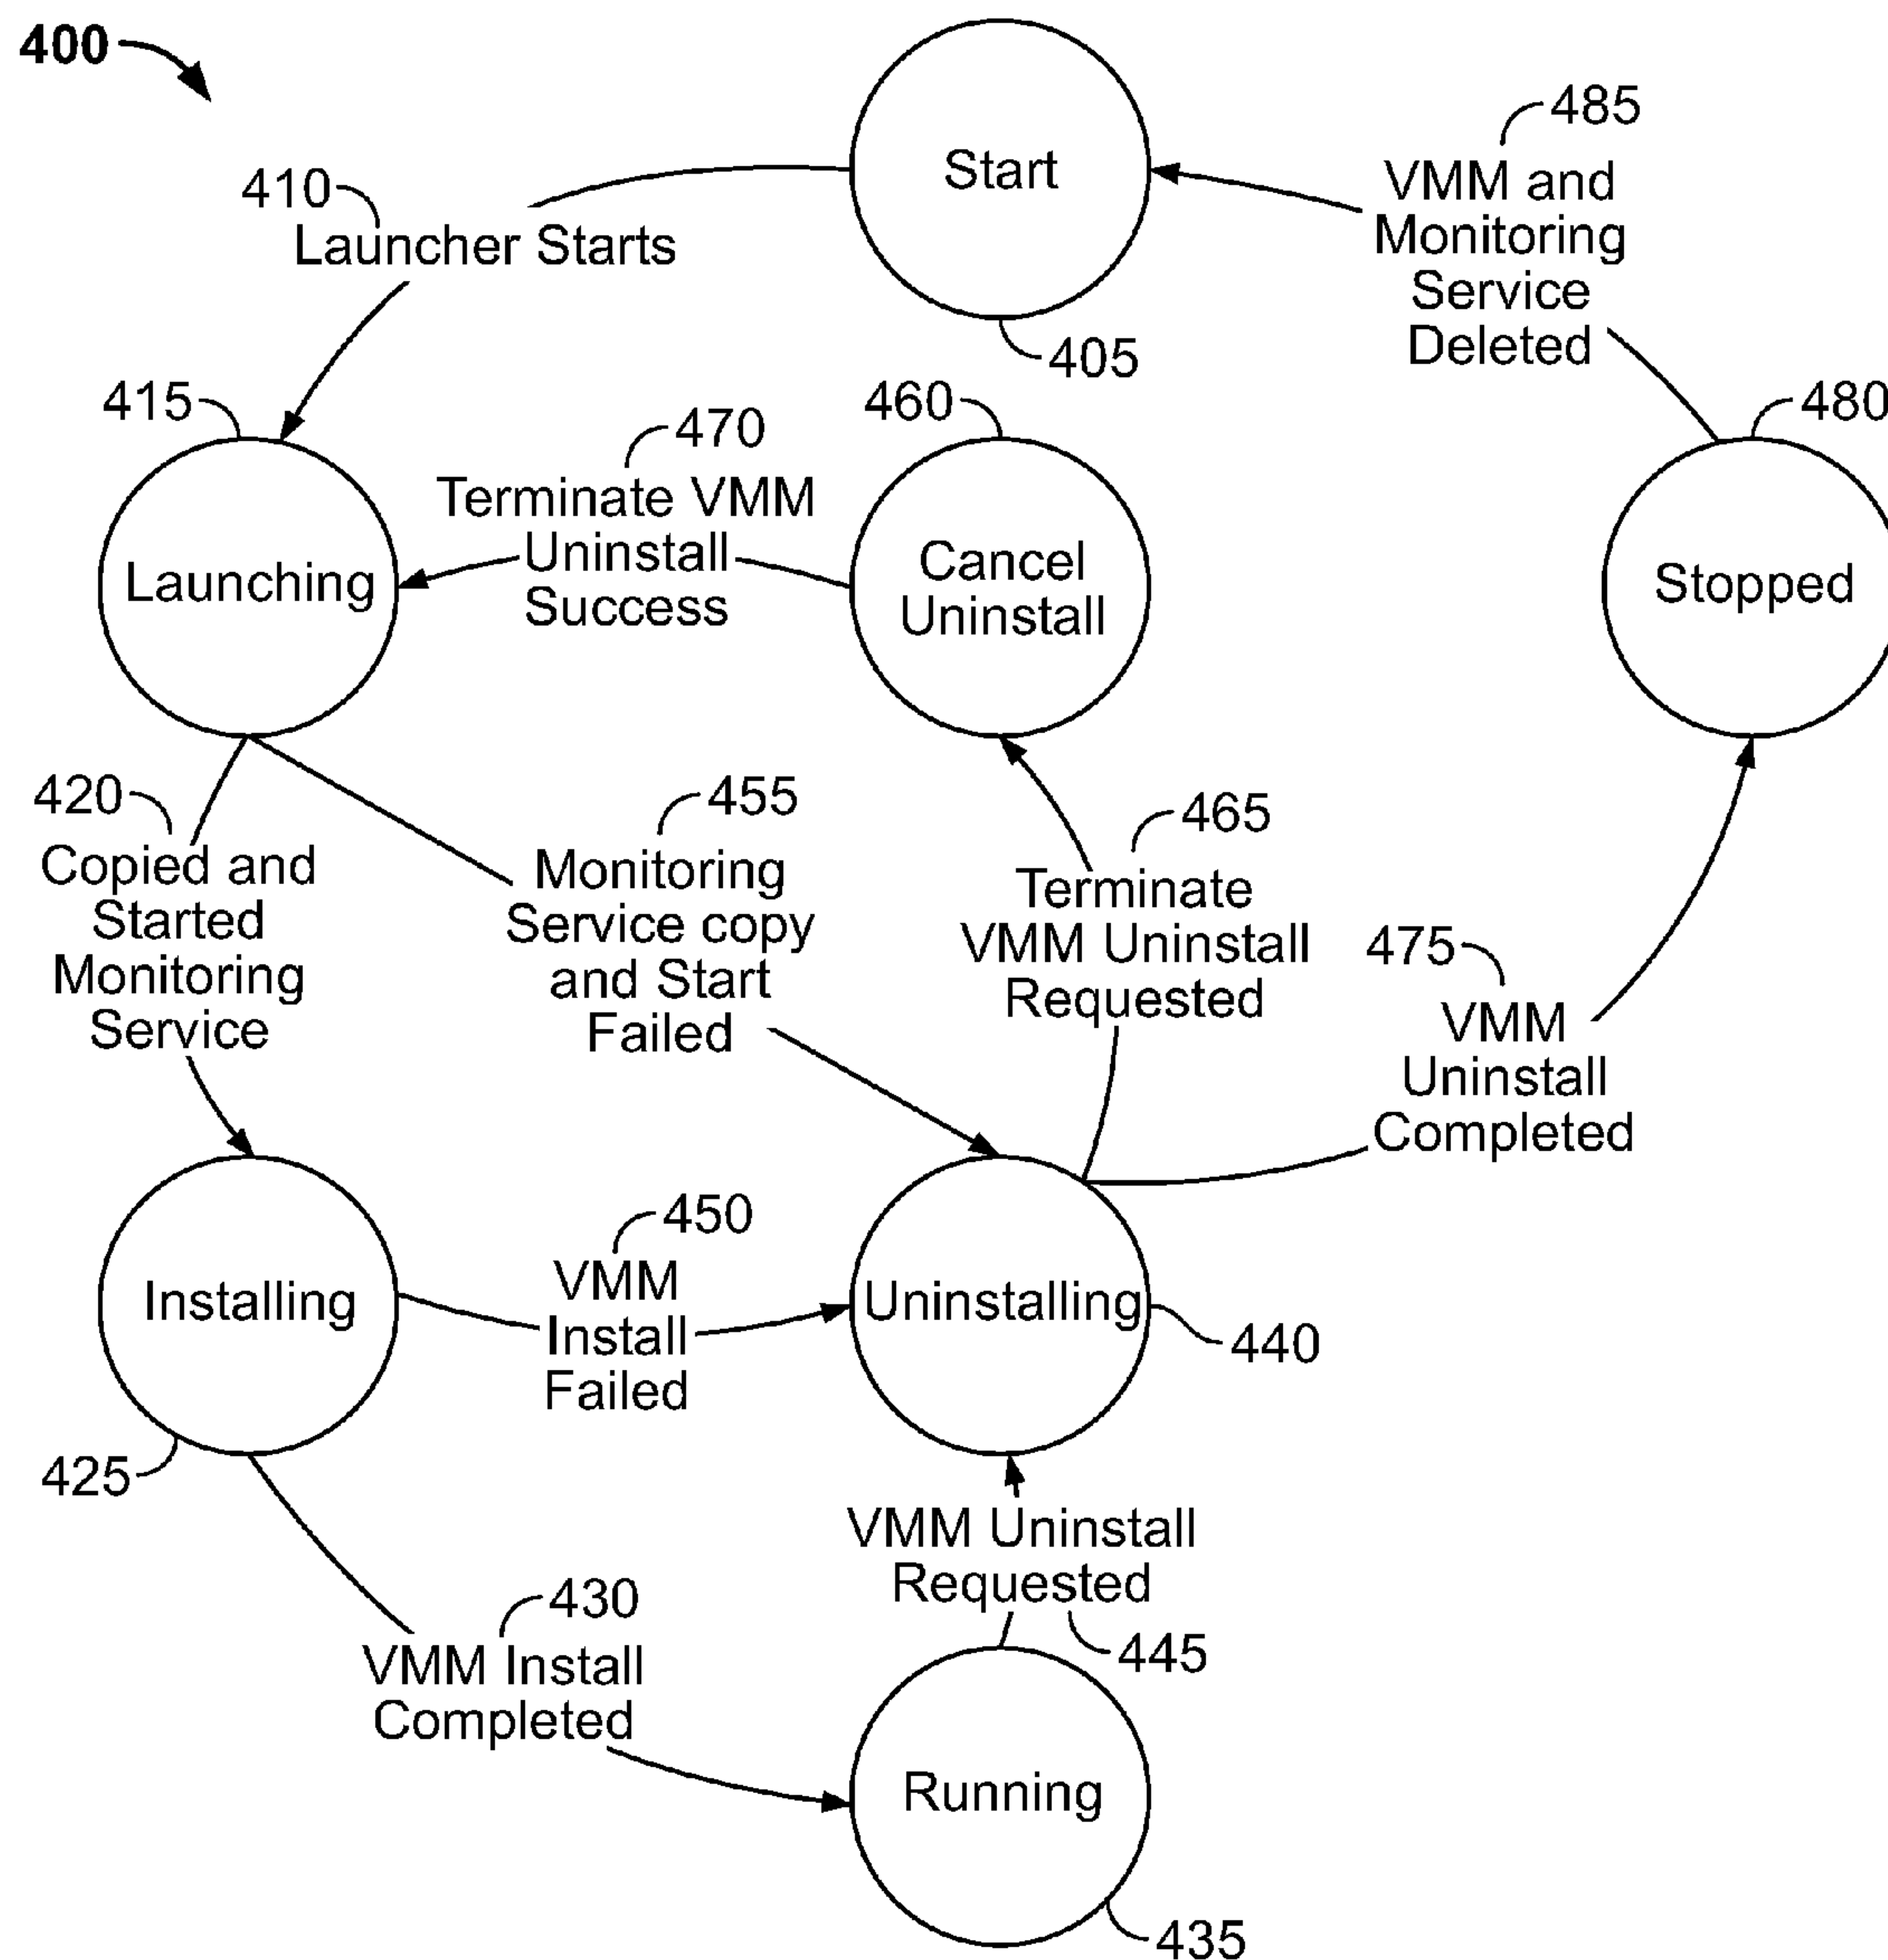 400
Start
405
485
VMM and
Monitoring
Service
Deleted
410
Launcher Starts
415
Launching
470
Terminate VMM
Uninstall
Success
460
Cancel
Uninstall
480
Stopped
420
Copied and
Started
Monitoring
Service
455
Monitoring
Service copy
and Start
Failed
465
Terminate
VMM Uninstall
Requested
475
VMM
Uninstall
Completed
Installing
425
450
VMM
Install
Failed
Uninstalling
440
VMM Uninstall
Requested
445
430
VMM Install
Completed
Running
435